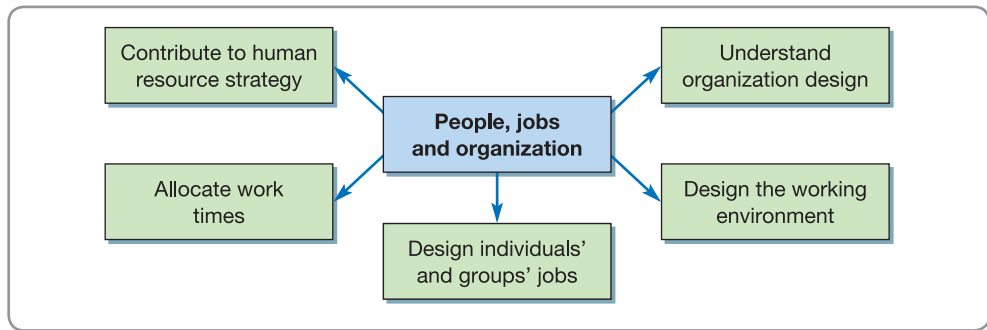 Contribute to human
resource strategy
Understand
organization design
People, jobs
and organization
Allocate work
times
Design the working
environment
Design individuals’
and groups’ jobs